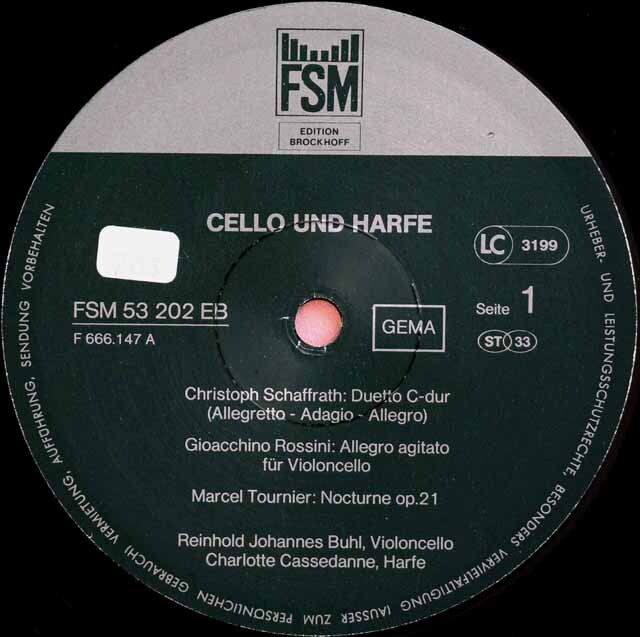 FSM
EDITION
BROCKHOFF
CELLO UND HARFE
LC 3199
FSM 53 202 EB
F 666.147 A
GEMA
Seite 1
ST 33
Christoph Schaffrath: Duetto C-dur
(Allegretto - Adagio - Allegro)
Gioacchino Rossini: Allegro agitato
für Violoncello
Marcel Tournier: Nocturne op.21
Reinhold Johannes Buhl, Violoncello
Charlotte Cassedanne, Harfe
URHEBER- UND LEISTUNGSSCHUTZRECHTE, BESONDERS VERVIELFÄLTIGUNG (AUSSER ZUM PERSÖNLICHEN GEBRAUCH) VERMIETUNG, AUFFÜHRUNG, SENDUNG VORBEHALTEN